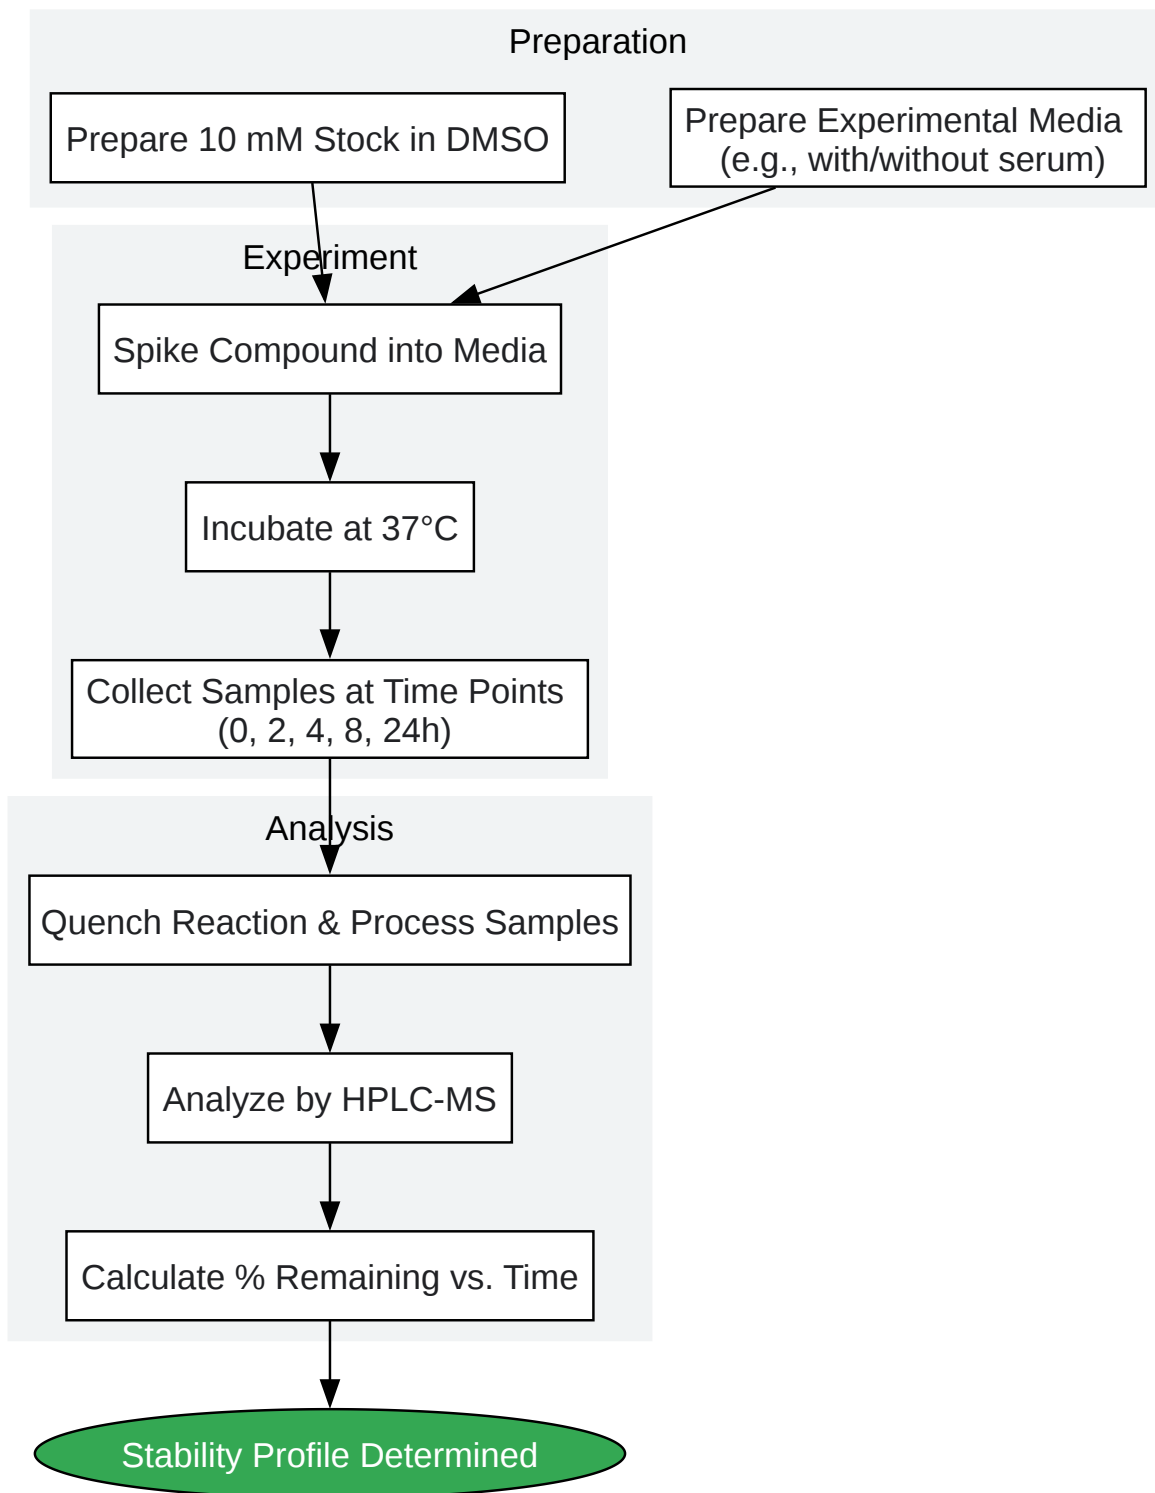 Preparation
Prepare 10 mM Stock in DMSO
Prepare Experimental Media
(e.g., with/without serum)
Experiment
Spike Compound into Media
Incubate at 37°C
Collect Samples at Time Points
(0, 2, 4, 8, 24h)
Analysis
Quench Reaction & Process Samples
Analyze by HPLC-MS
Calculate % Remaining vs. Time
Stability Profile Determined